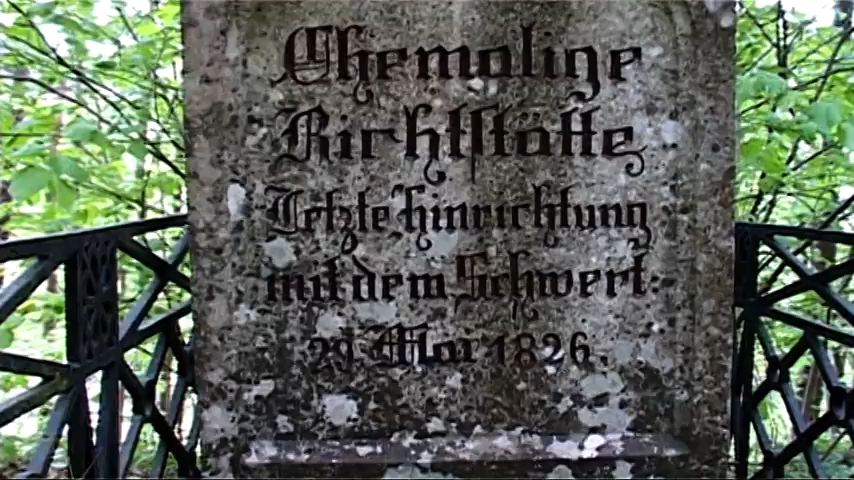 Ehemalige
Richtstätte
Letzte Hinrichtung
mit dem Schwert:
29. Mai 1826.